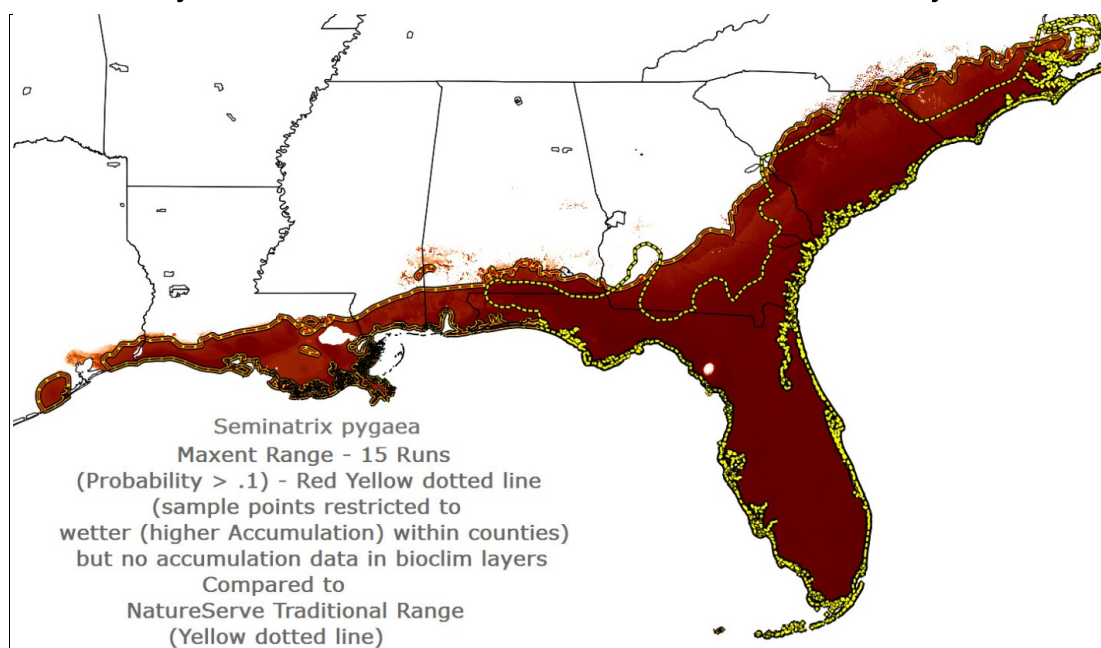 Seminatrix pygaea
Maxent Range - 15 Runs
(Probability > .1) - Red Yellow dotted line
(sample points restricted to
wetter (higher Accumulation) within counties)
but no accumulation data in bioclim layers
Compared to
NatureServe Traditional Range
(Yellow dotted line)